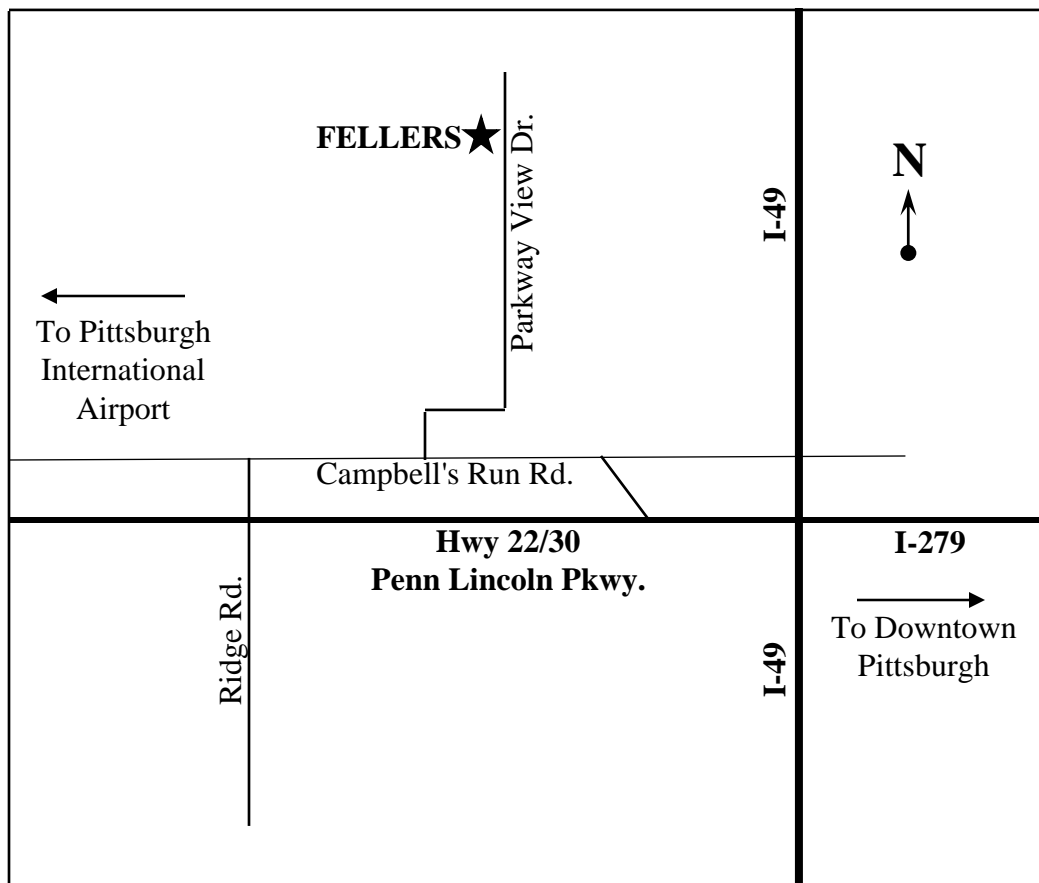 FELLERS
Parkway View Dr.
I-49
N
To Pittsburgh
International
Airport
Campbell's Run Rd.
Hwy 22/30
Penn Lincoln Pkwy.
I-279
Ridge Rd.
I-49
To Downtown
Pittsburgh